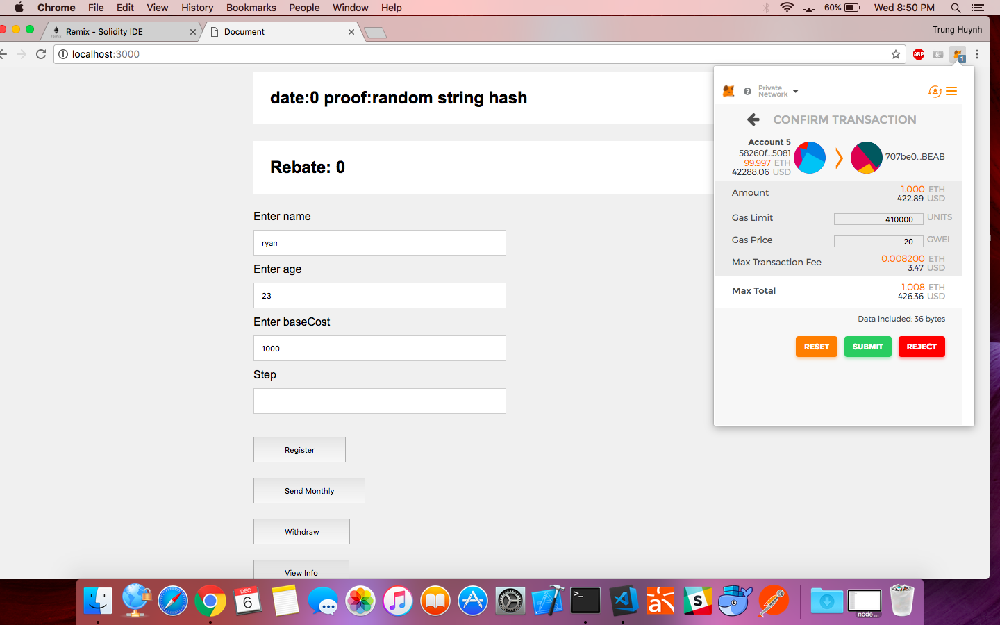 Chrome File Edit View History Bookmarks People Window Help 60% Wed 8:50 PM
Remix - Solidity IDE
Document
Trung Huynh
localhost:3000
ABP
1
date:0 proof:random string hash
Rebate: 0
Enter name
ryan
Enter age
23
Enter baseCost
1000
Step
Register
Send Monthly
Withdraw
View Info
Private
Network
CONFIRM TRANSACTION
Account 5
58260f...5081
99.997 ETH
42288.06 USD
707be0...BEAB
Amount
1.000 ETH
422.89 USD
Gas Limit
410000 UNITS
Gas Price
20 GWEI
Max Transaction Fee
0.008200 ETH
3.47 USD
Max Total
1.008 ETH
426.36 USD
Data included: 36 bytes
RESET
SUBMIT
REJECT
DEC
6
>_
S
node ...